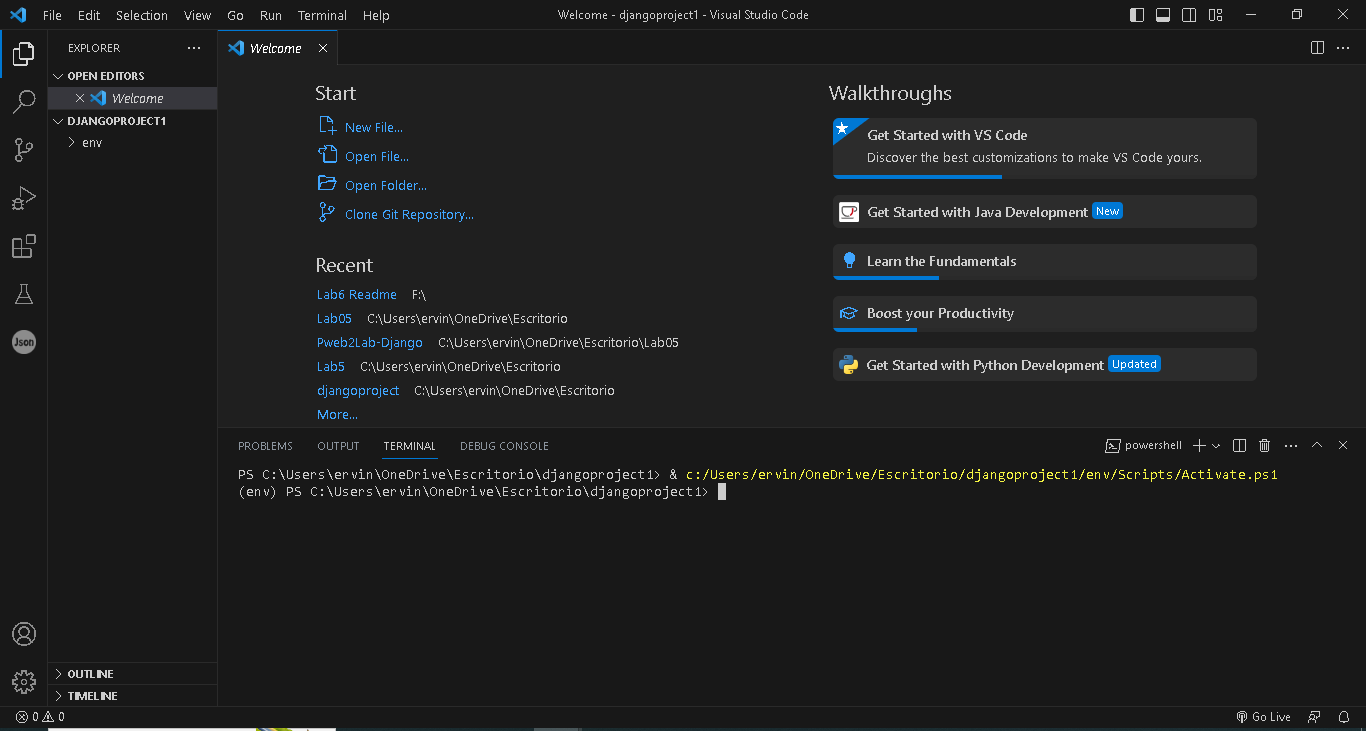 File Edit Selection View Go Run Terminal Help
Welcome - djangoproject1 - Visual Studio Code
EXPLORER
OPEN EDITORS
Welcome
DJANGOPROJECT1
env
OUTLINE
TIMELINE
Welcome
Start
New File...
Open File...
Open Folder...
Clone Git Repository...
Recent
Lab6 Readme F:\
Lab05 C:\Users\ervin\OneDrive\Escritorio
Pweb2Lab-Django C:\Users\ervin\OneDrive\Escritorio\Lab05
Lab5 C:\Users\ervin\OneDrive\Escritorio
djangoproject C:\Users\ervin\OneDrive\Escritorio
More...
Walkthroughs
Get Started with VS Code
Discover the best customizations to make VS Code yours.
Get Started with Java Development New
Learn the Fundamentals
Boost your Productivity
Get Started with Python Development Updated
Json
PROBLEMS OUTPUT TERMINAL DEBUG CONSOLE
powershell
PS C:\Users\ervin\OneDrive\Escritorio\djangoproject1> & c:/Users/ervin/OneDrive/Escritorio/djangoproject1/env/Scripts/Activate.ps1
(env) PS C:\Users\ervin\OneDrive\Escritorio\djangoproject1>
0 0
Go Live